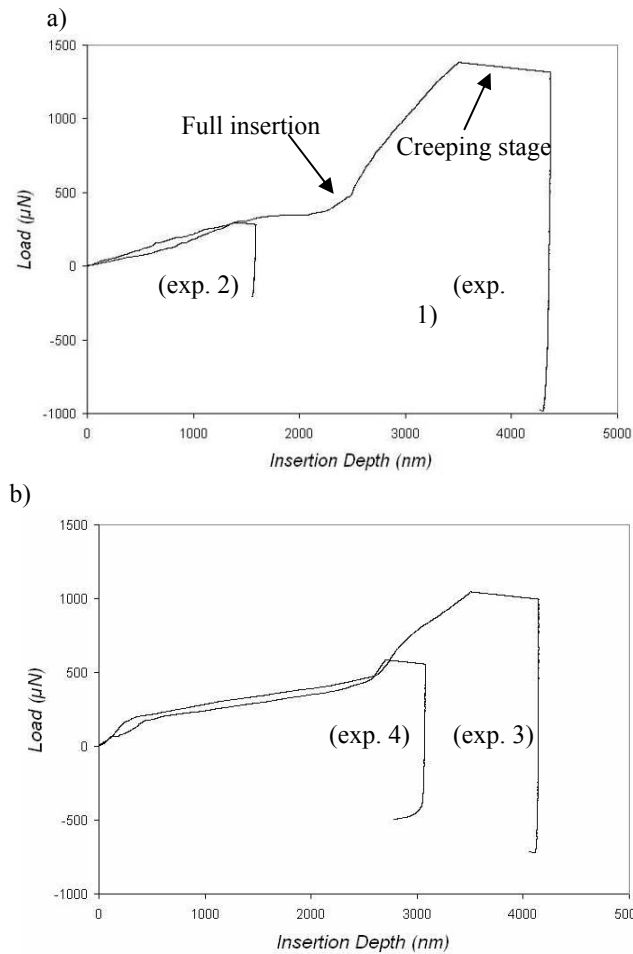 a)
1500
1000
500
0
-500
-1000
Load (µN)
Full insertion
Creeping stage
(exp. 2)
(exp.
1)
0 1000 2000 3000 4000 5000
Insertion Depth (nm)
b)
1500
1000
500
0
-500
-1000
Load (µN)
(exp. 4) (exp. 3)
0 1000 2000 3000 4000 5000
Insertion Depth (nm)